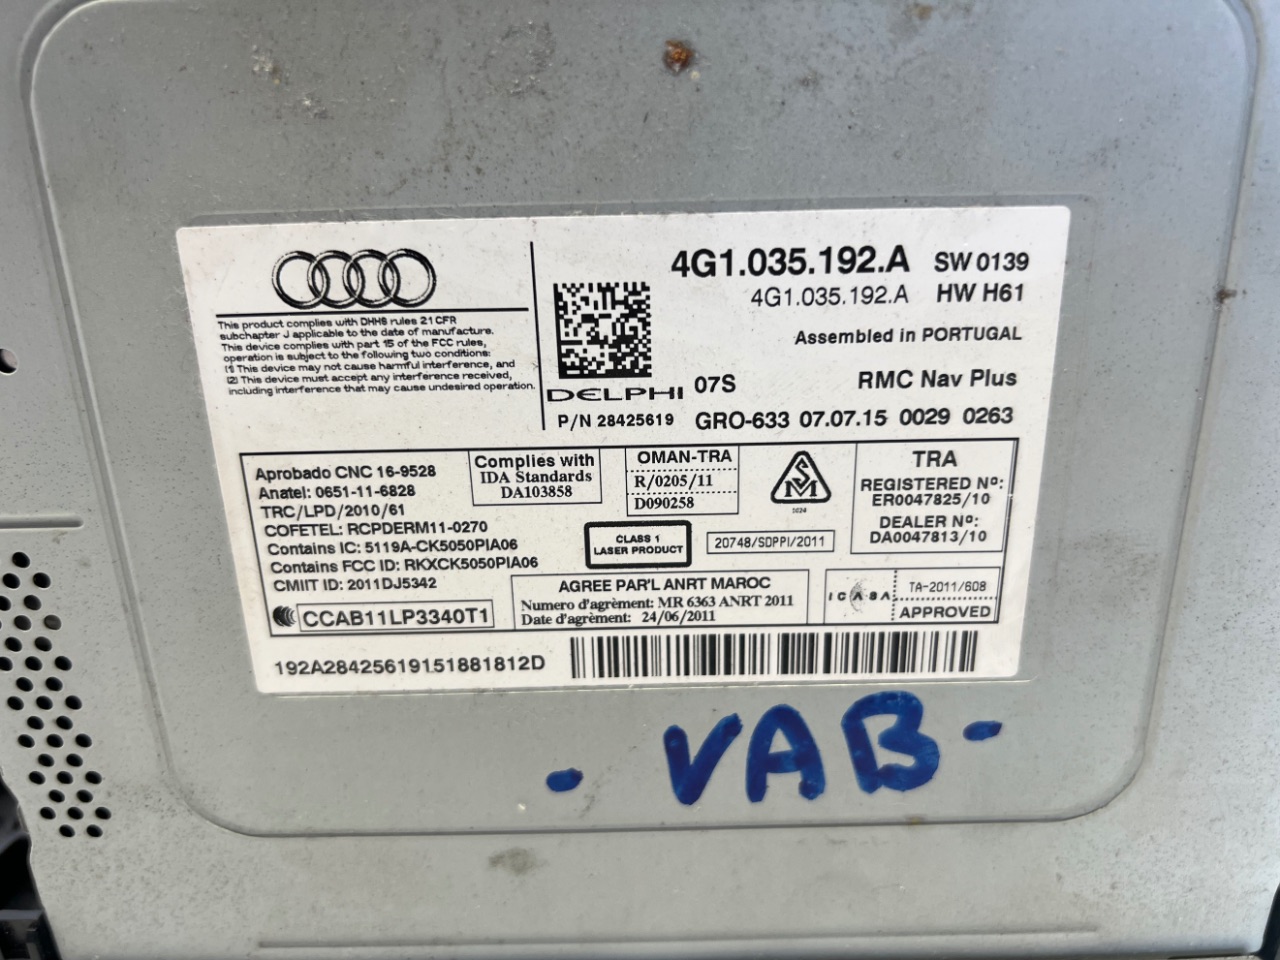 4G1.035.192.A SW 0139
4G1.035.192.A HW H61
Assembled in PORTUGAL
This product complies with DHHS rules 21 CFR
subchapter J applicable to the date of manufacture.
This device complies with part 15 of the FCC rules,
operation is subject to the following two conditions:
(1) This device may not cause harmful interference, and
(2) This device must accept any interference received,
including interference that may cause undesired operation.
DELPHI 07S RMC Nav Plus
P/N 28425619 GRO-633 07.07.15 0029 0263
Aprobado CNC 16-9528
Anatel: 0651-11-6828
TRC/LPD/2010/61
COFETEL: RCPDERM11-0270
Contains IC: 5119A-CK5050PIA06
Contains FCC ID: RKXCK5050PIA06
CMIIT ID: 2011DJ5342
CCAB11LP3340T1
Complies with
IDA Standards
DA103858
OMAN-TRA
R/0205/11
D090258
SM
1024
TRA
REGISTERED Nº:
ER0047825/10
DEALER Nº:
DA0047813/10
CLASS 1
LASER PRODUCT
20748/SDPPI/2011
AGREE PAR'L ANRT MAROC
Numero d'agrément: MR 6363 ANRT 2011
Date d'agrément: 24/06/2011
ICASA
TA-2011/608
APPROVED
192A28425619151881812D
- VAB -